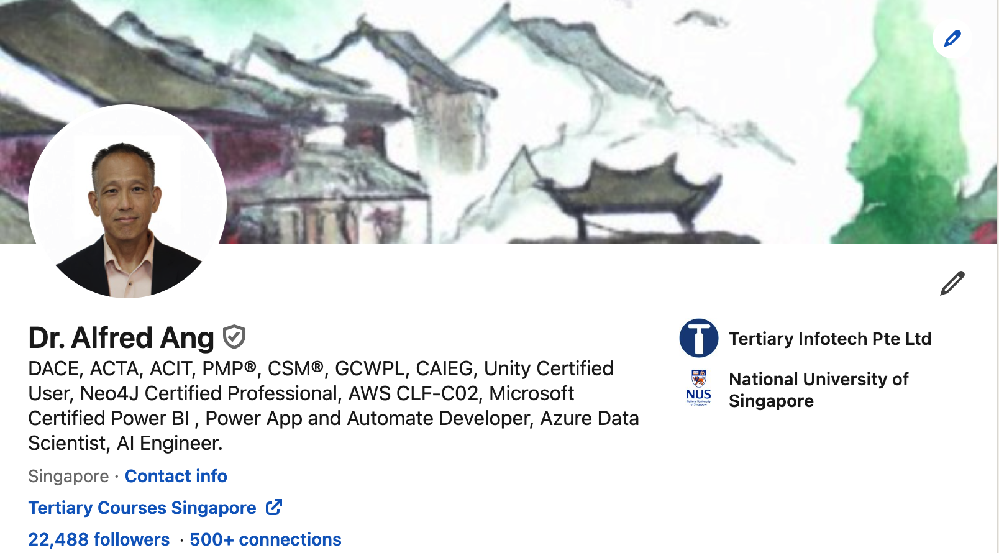 Dr. Alfred Ang
DACE, ACTA, ACIT, PMP®, CSM®, GCWPL, CAIEG, Unity Certified
User, Neo4J Certified Professional, AWS CLF-C02, Microsoft
Certified Power BI , Power App and Automate Developer, Azure Data
Scientist, AI Engineer.
Singapore · Contact info
Tertiary Courses Singapore
22,488 followers · 500+ connections
Tertiary Infotech Pte Ltd
NUS
National University
of Singapore
National University of
Singapore